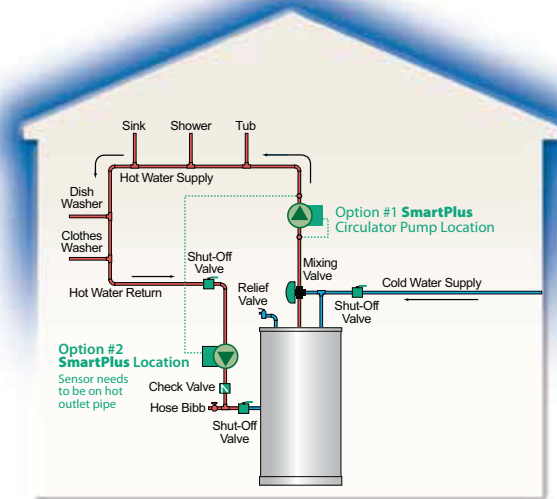 Sink Shower Tub
Hot Water Supply
Dish
Washer
Clothes
Washer
Option #1 SmartPlus
Circulator Pump Location
Shut-Off
Valve
Hot Water Return
Mixing
Valve
Relief
Valve
Cold Water Supply
Shut-Off
Valve
Option #2
SmartPlus Location
Sensor needs
to be on hot
outlet pipe
Check Valve
Hose Bibb
Shut-Off
Valve